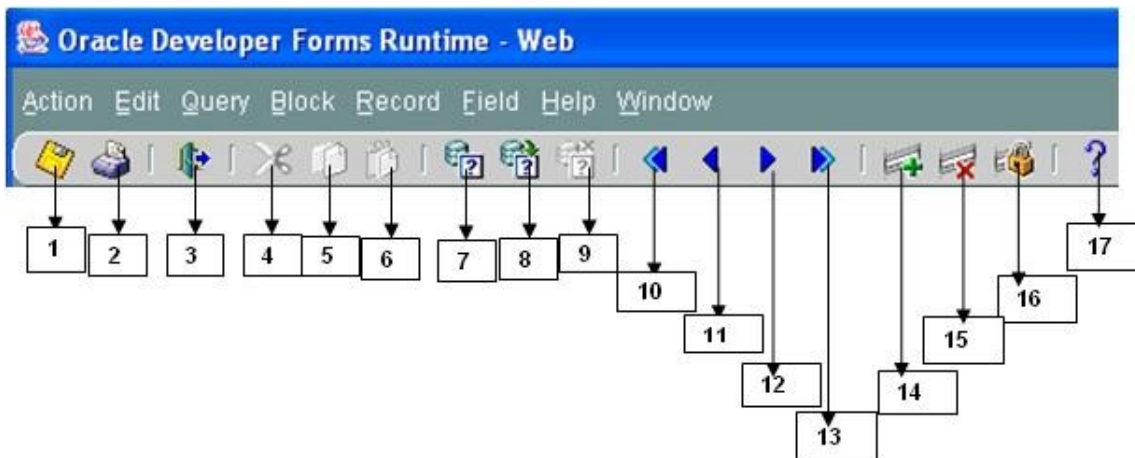 Oracle Developer Forms Runtime - Web
Action Edit Query Block Record Field Help Window
? ? ? ?
1 2 3 4 5 6 7 8 9
10
11
12
13
14
15
16
17